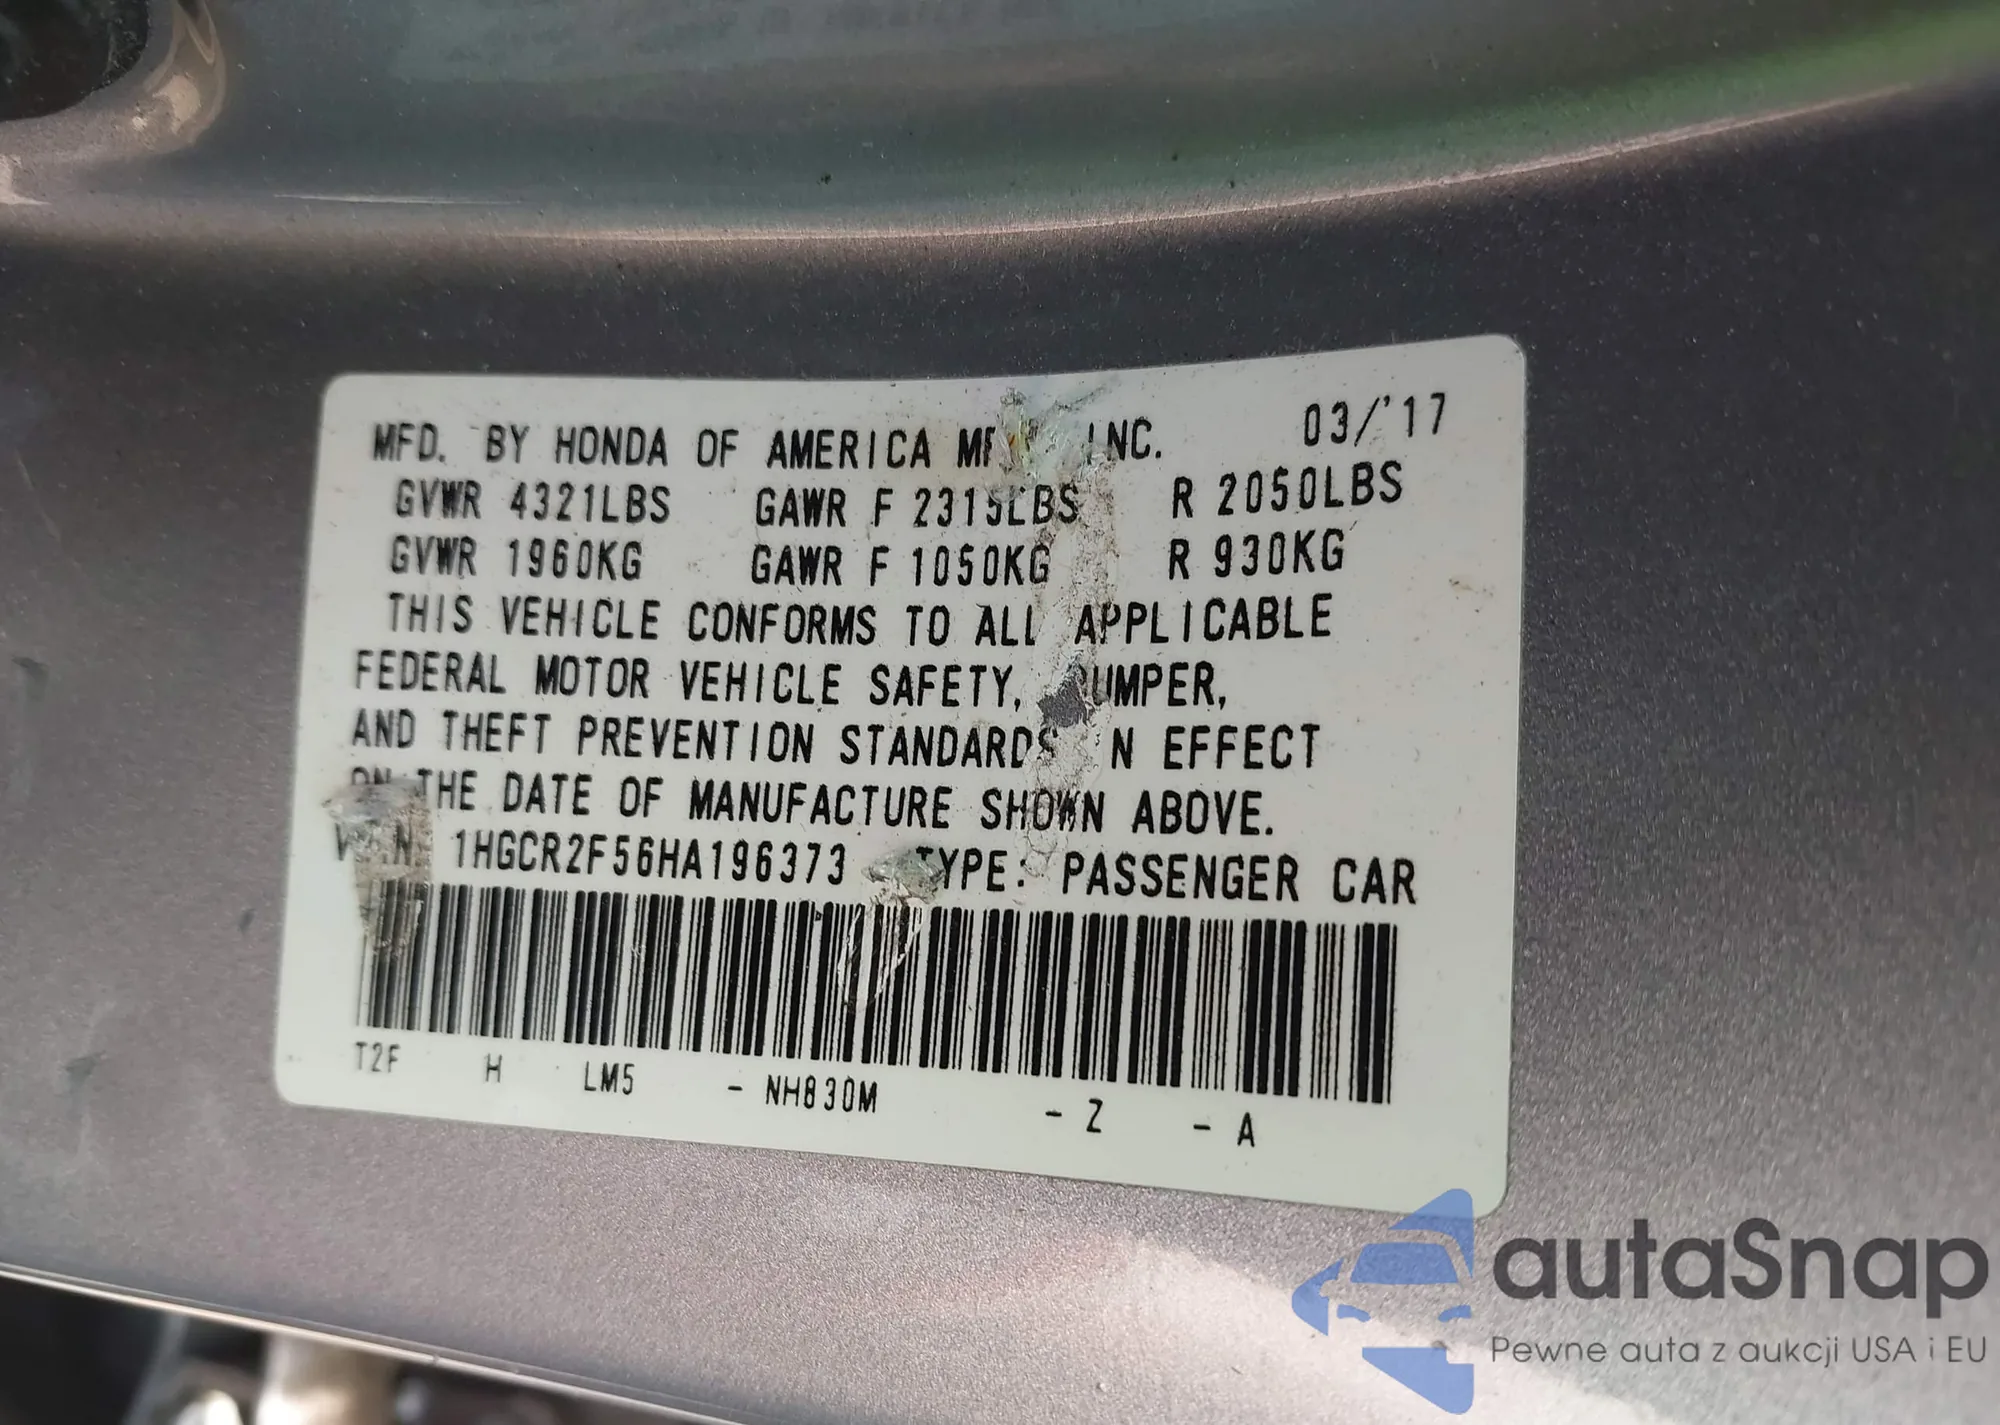 MFD. BY HONDA OF AMERICA INC. 03/'17
GVWR 4321LBS GAWR F 2315LBS R 2050LBS
GVWR 1960KG GAWR F 1050KG R 930KG
THIS VEHICLE CONFORMS TO ALL APPLICABLE
FEDERAL MOTOR VEHICLE SAFETY, BUMPER,
AND THEFT PREVENTION STANDARDS IN EFFECT
ON THE DATE OF MANUFACTURE SHOWN ABOVE.
1HGCR2F56HA196373 TYPE: PASSENGER CAR
T2F H LM5 - NH830M - Z - A
autaSnap
Pewne auta z aukcji USA i EU